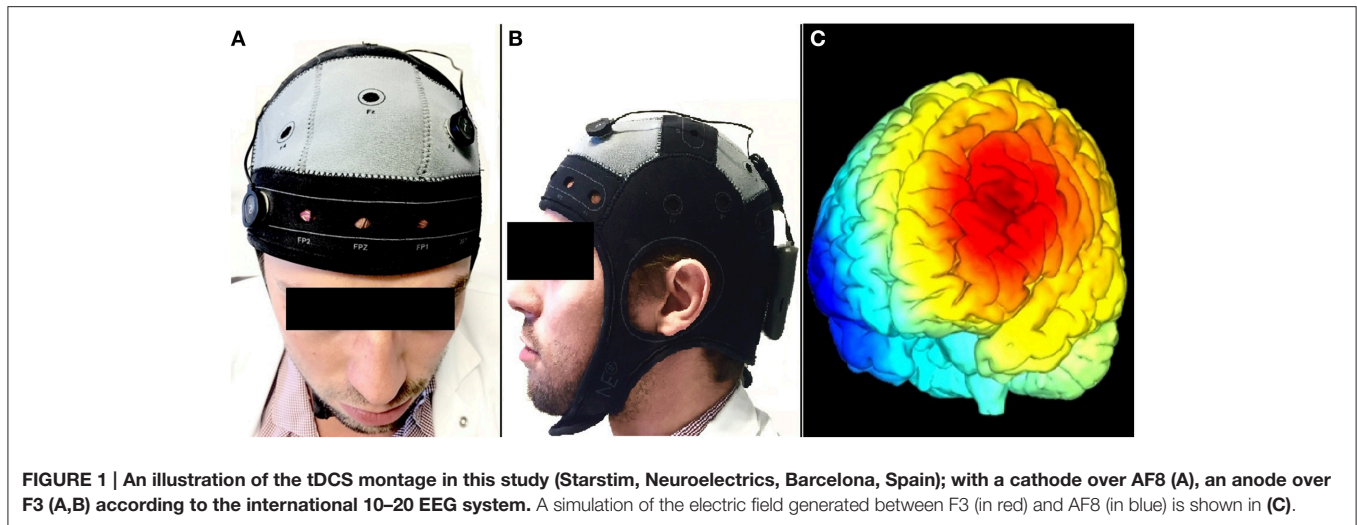 A
B
C
Fz
F4
FP2
FPZ
FP1
NE
FIGURE 1 | An illustration of the tDCS montage in this study (Starstim, Neuroelectrics, Barcelona, Spain); with a cathode over AF8 (A), an anode over
F3 (A,B) according to the international 10–20 EEG system. A simulation of the electric field generated between F3 (in red) and AF8 (in blue) is shown in (C).